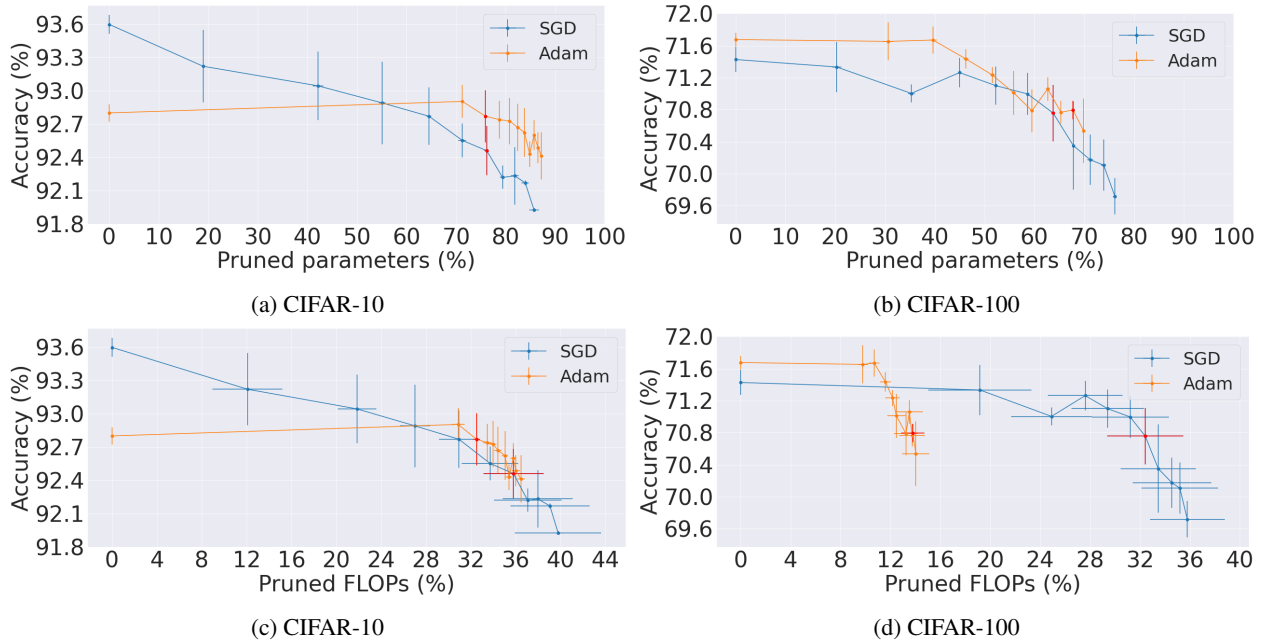 93.6
93.3
93.0
92.7
92.4
92.1
91.8
Accuracy (%)
SGD
Adam
0 10 20 30 40 50 60 70 80 90 100
Pruned parameters (%)
(a) CIFAR-10
72.0
71.6
71.2
70.8
70.4
70.0
69.6
Accuracy (%)
SGD
Adam
0 10 20 30 40 50 60 70 80 90 100
Pruned parameters (%)
(b) CIFAR-100
93.6
93.3
93.0
92.7
92.4
92.1
91.8
Accuracy (%)
SGD
Adam
0 4 8 12 16 20 24 28 32 36 40 44
Pruned FLOPs (%)
(c) CIFAR-10
72.0
71.6
71.2
70.8
70.4
70.0
69.6
Accuracy (%)
SGD
Adam
0 4 8 12 16 20 24 28 32 36 40
Pruned FLOPs (%)
(d) CIFAR-100